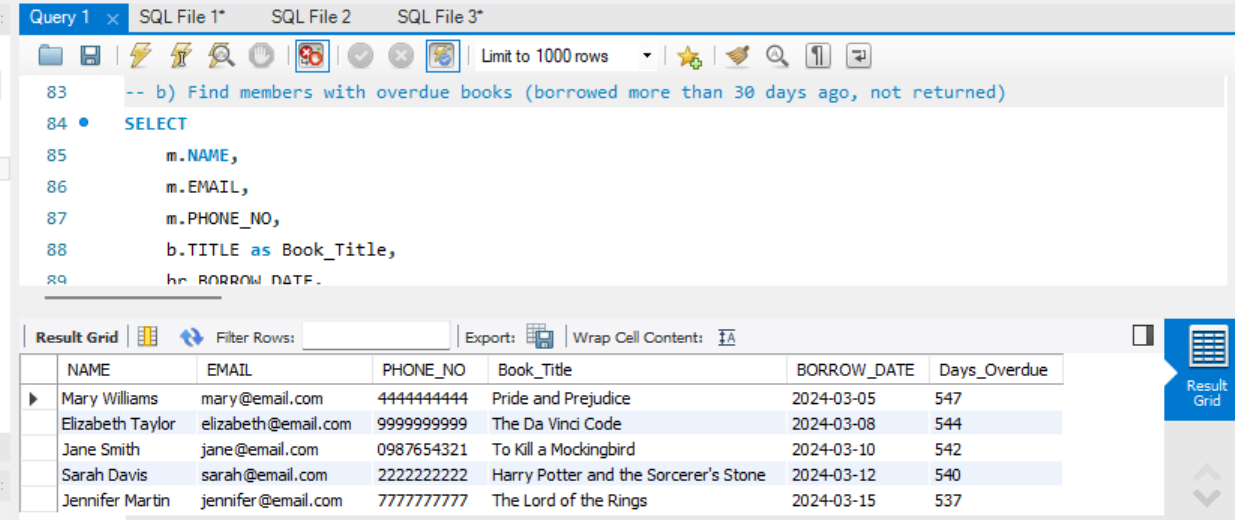 Query 1 SQL File 1* SQL File 2 SQL File 3*
Limit to 1000 rows
83 -- b) Find members with overdue books (borrowed more than 30 days ago, not returned)
84 SELECT
85 m.NAME,
86 m.EMAIL,
87 m.PHONE_NO,
88 b.TITLE as Book_Title,
89 br.BORROW_DATE,
Result Grid Filter Rows: Export: Wrap Cell Content:
NAME EMAIL PHONE_NO Book_Title BORROW_DATE Days_Overdue
Mary Williams mary@email.com 4444444444 Pride and Prejudice 2024-03-05 547
Elizabeth Taylor elizabeth@email.com 9999999999 The Da Vinci Code 2024-03-08 544
Jane Smith jane@email.com 0987654321 To Kill a Mockingbird 2024-03-10 542
Sarah Davis sarah@email.com 2222222222 Harry Potter and the Sorcerer's Stone 2024-03-12 540
Jennifer Martin jennifer@email.com 7777777777 The Lord of the Rings 2024-03-15 537
Result
Grid